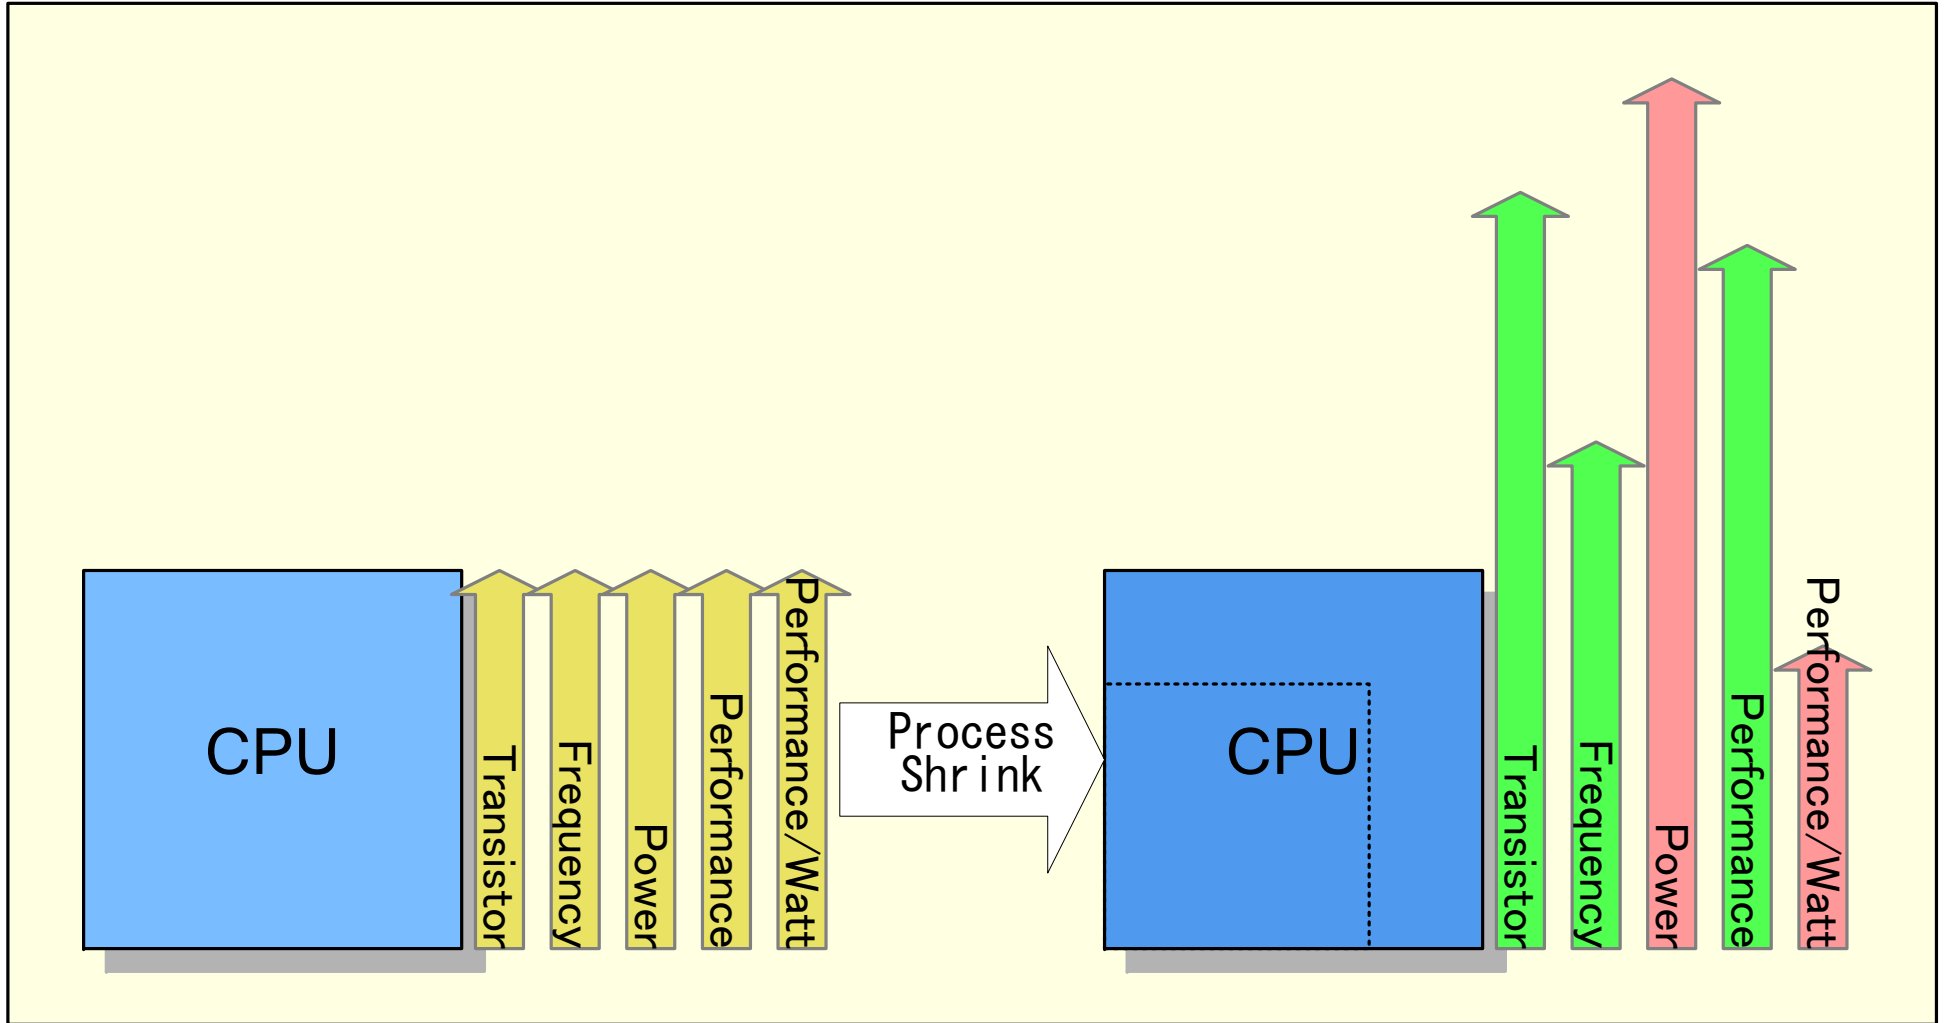 CPU
Transistor
Frequency
Power
Performance
Performance/Watt
Process
Shrink
CPU
Transistor
Frequency
Power
Performance
Performance/Watt